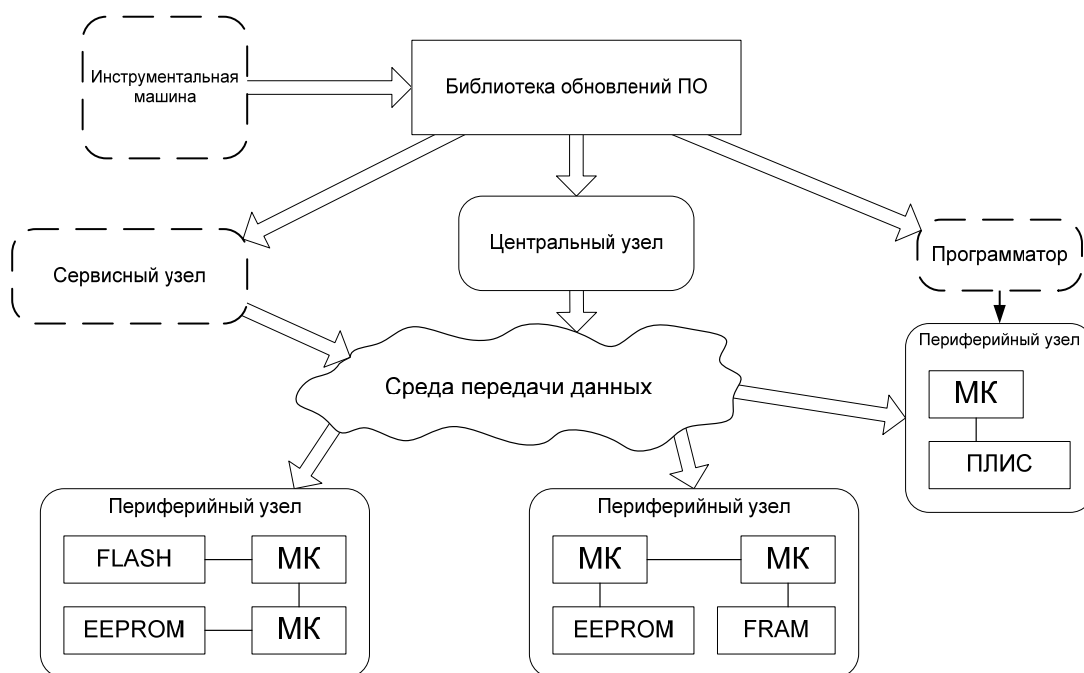 Инструментальная
машина
Библиотека обновлений ПО
Центральный узел
Сервисный узел
Программатор
Периферийный узел
МК
ПЛИС
Среда передачи данных
Периферийный узел
FLASH
МК
EEPROM
МК
Периферийный узел
МК
МК
EEPROM
FRAM